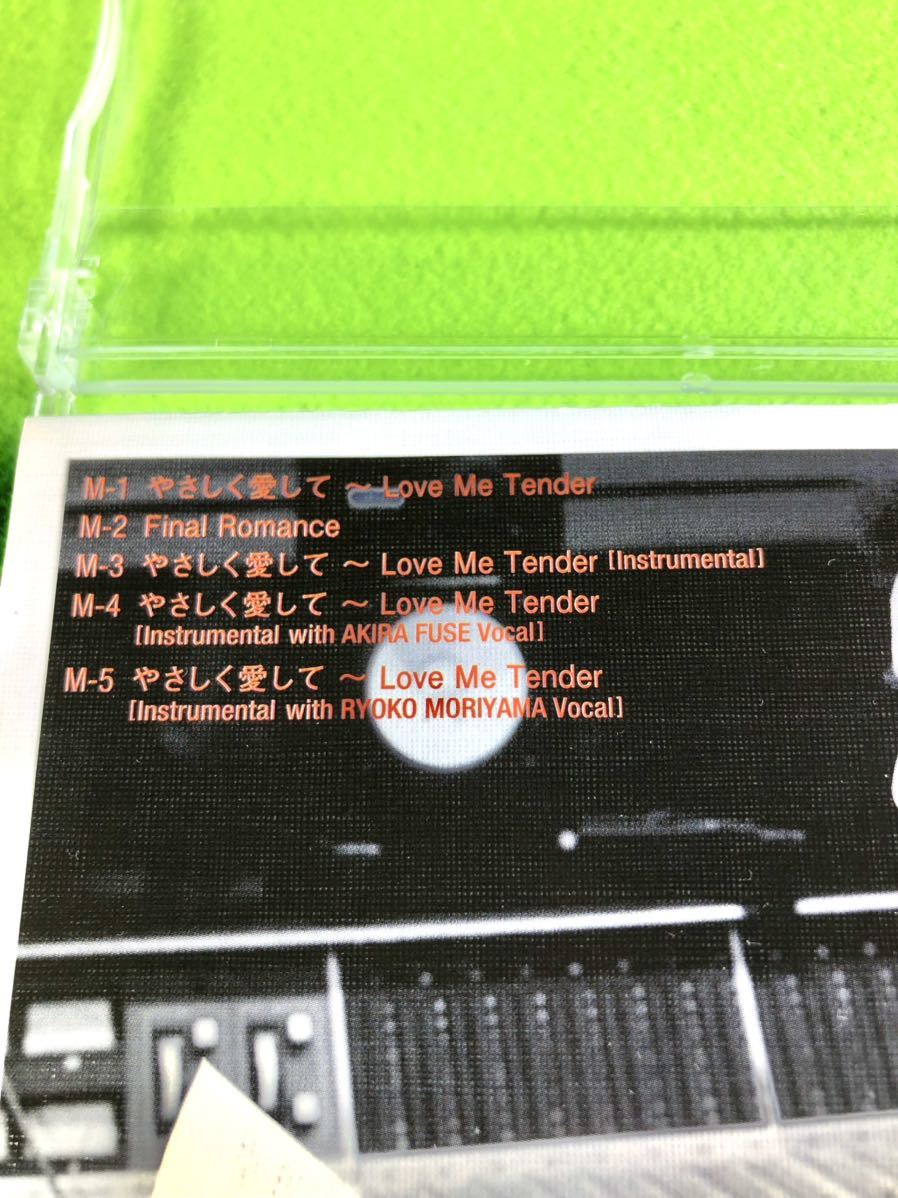 M-1 やさしく愛して ～ Love Me Tender
M-2 Final Romance
M-3 やさしく愛して ～ Love Me Tender [Instrumental]
M-4 やさしく愛して ～ Love Me Tender
[Instrumental with AKIRA FUSE Vocal]
M-5 やさしく愛して ～ Love Me Tender
[Instrumental with RYOKO MORIYAMA Vocal]